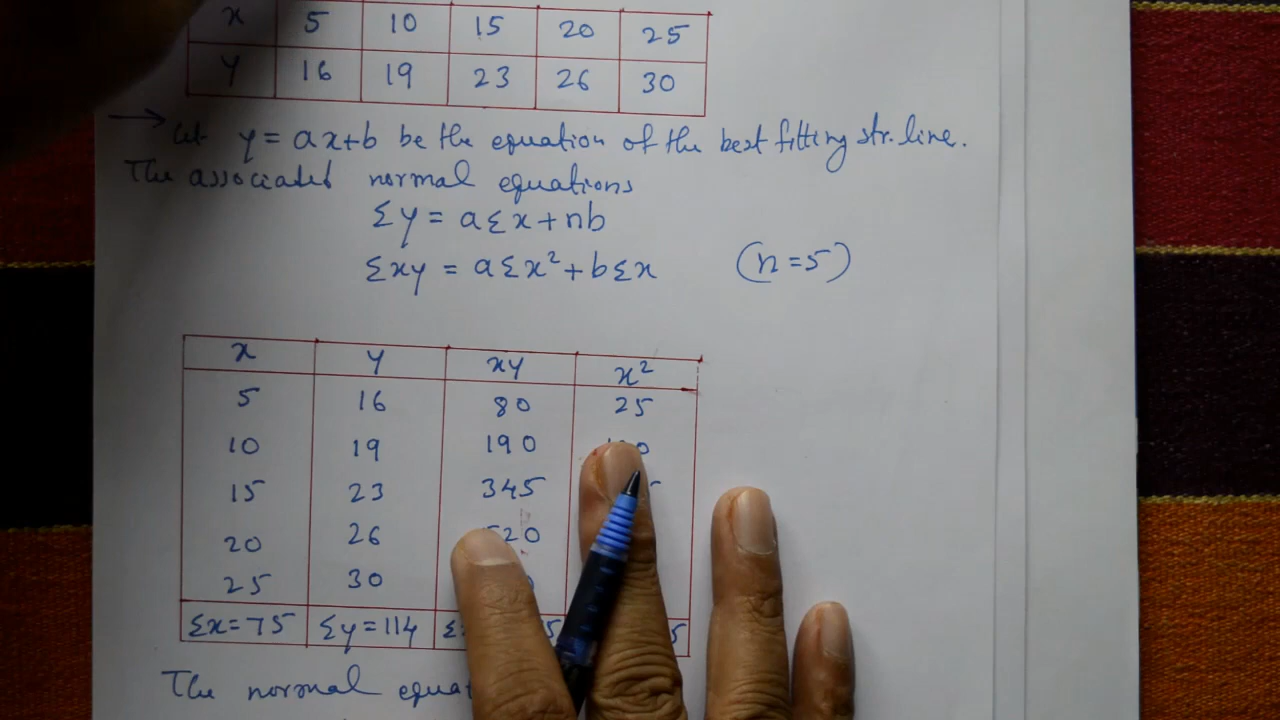 x 5 10 15 20 25
y 16 19 23 26 30
→ Let y = ax+b be the equation of the best fitting str. line.
The associated normal equations
Σy = aΣx + nb
Σxy = aΣx² + bΣx (n=5)
x y xy x²
5 16 80 25
10 19 190
15 23 345
20 26 520
25 30
Σx=75 Σy=114
The normal